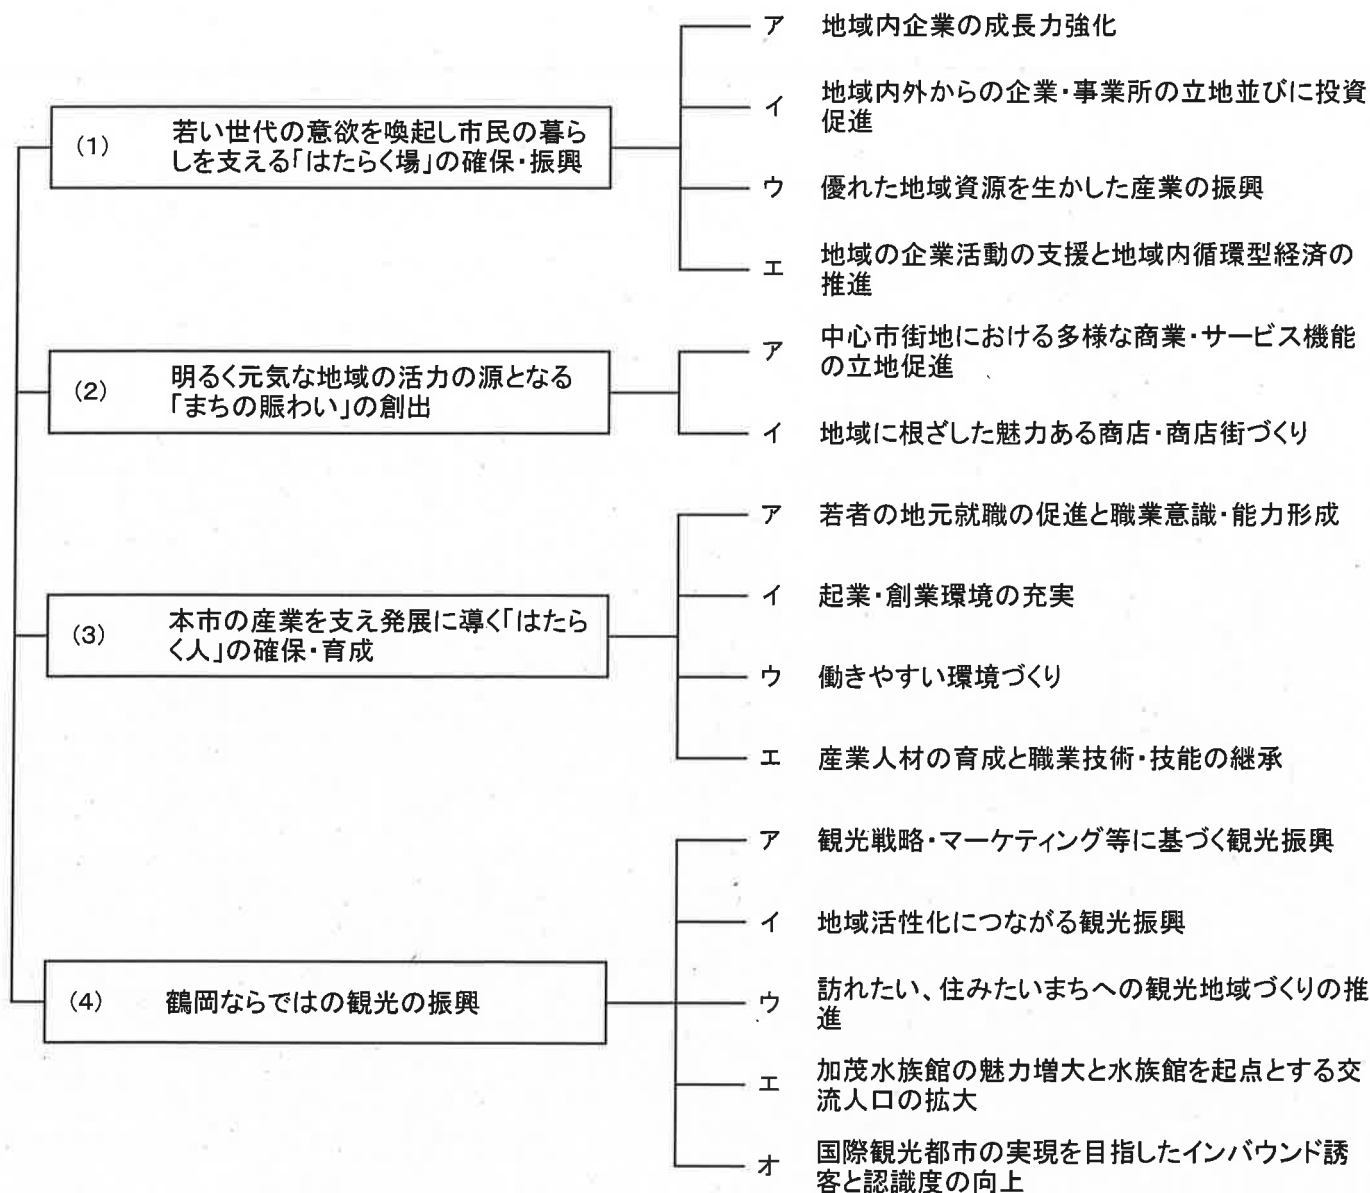 (1) 若い世代の意欲を喚起し市民の暮ら
しを支える「はたらく場」の確保・振興
ア 地域内企業の成長力強化
イ 地域内外からの企業・事業所の立地並びに投資
促進
ウ 優れた地域資源を生かした産業の振興
エ 地域の企業活動の支援と地域内循環型経済の
推進
(2) 明るく元気な地域の活力の源となる
「まちの賑わい」の創出
ア 中心市街地における多様な商業・サービス機能
の立地促進
イ 地域に根ざした魅力ある商店・商店街づくり
(3) 本市の産業を支え発展に導く「はたら
く人」の確保・育成
ア 若者の地元就職の促進と職業意識・能力形成
イ 起業・創業環境の充実
ウ 働きやすい環境づくり
エ 産業人材の育成と職業技術・技能の継承
(4) 鶴岡ならではの観光の振興
ア 観光戦略・マーケティング等に基づく観光振興
イ 地域活性化につながる観光振興
ウ 訪れたい、住みたいまちへの観光地域づくりの推
進
エ 加茂水族館の魅力増大と水族館を起点とする交
流人口の拡大
オ 国際観光都市の実現を目指したインバウンド誘
客と認識度の向上